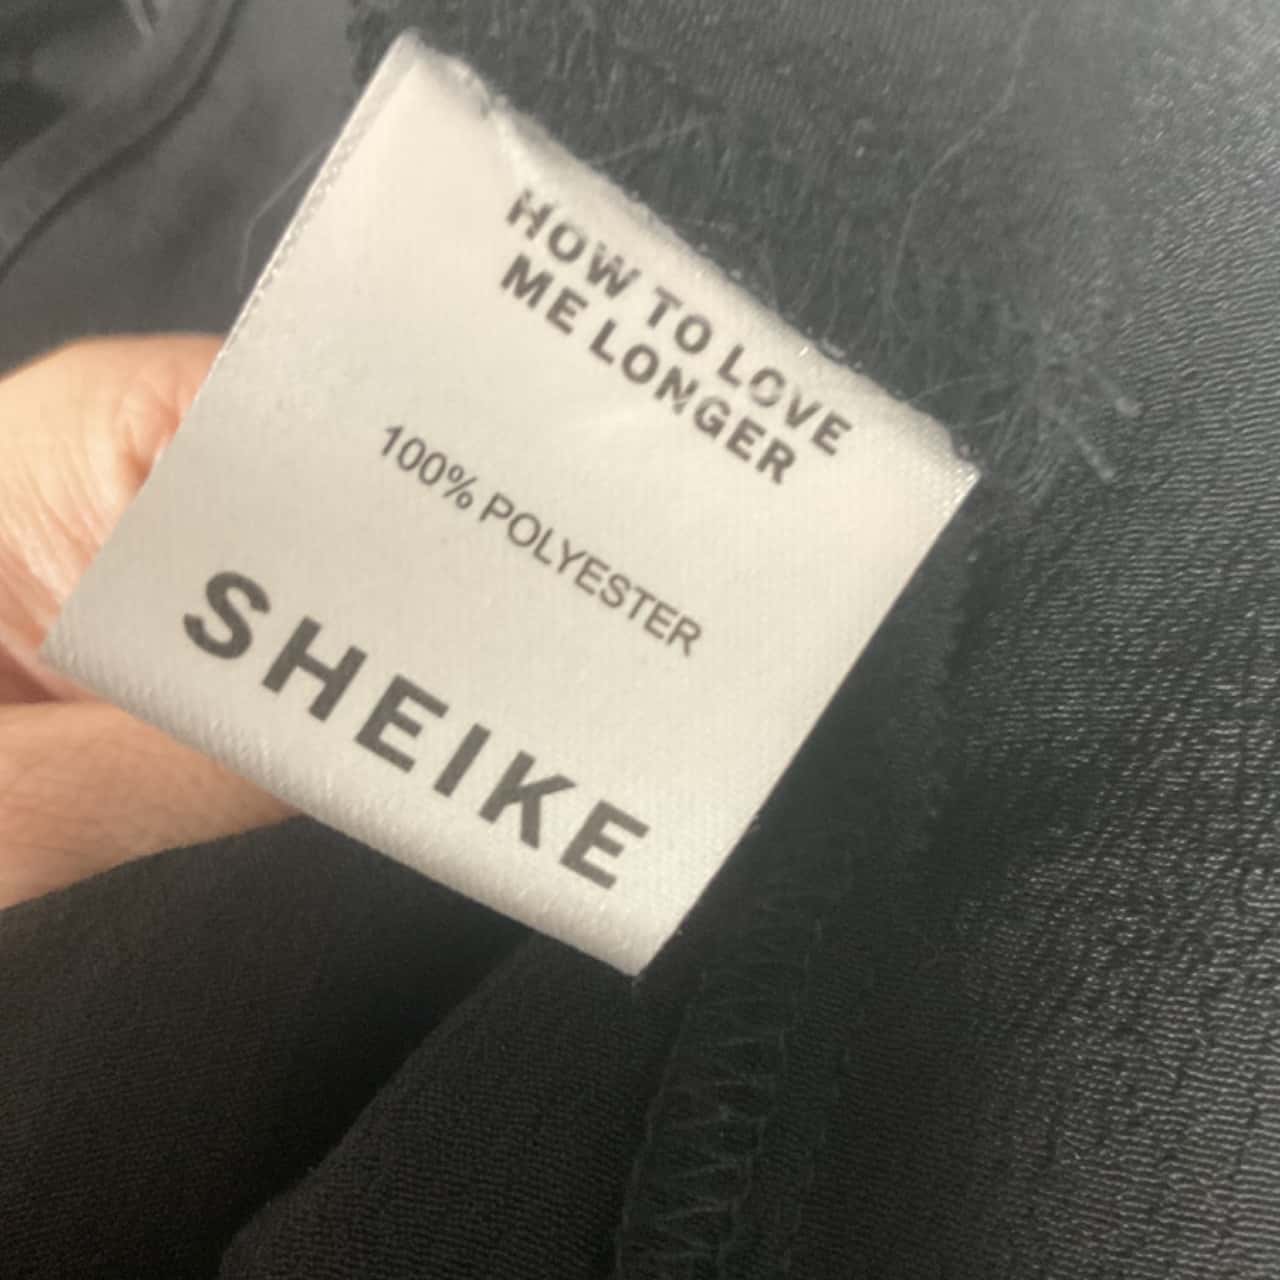 HOW TO LOVE
ME LONGER
100% POLYESTER
SHEIKE